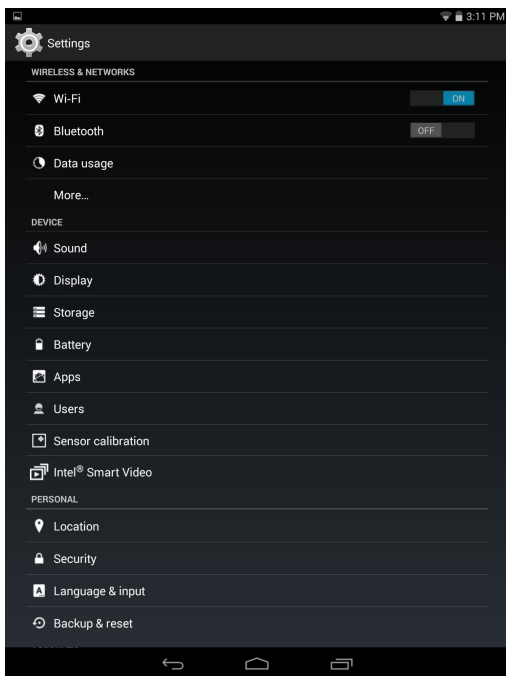 3:11 PM
Settings
WIRELESS & NETWORKS
Wi-Fi ON
Bluetooth OFF
Data usage
More...
DEVICE
Sound
Display
Storage
Battery
Apps
Users
Sensor calibration
Intel® Smart Video
PERSONAL
Location
Security
Language & input
A
Backup & reset